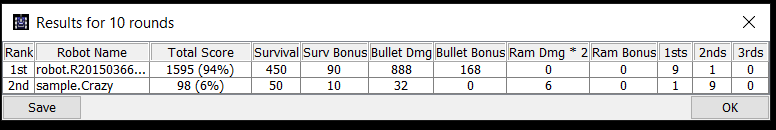 Results for 10 rounds
Rank Robot Name Total Score Survival Surv Bonus Bullet Dmg Bullet Bonus Ram Dmg * 2 Ram Bonus 1sts 2nds 3rds
1st robot.R20150366... 1595 (94%) 450 90 888 168 0 0 9 1 0
2nd sample.Crazy 98 (6%) 50 10 32 0 6 0 1 9 0
Save OK